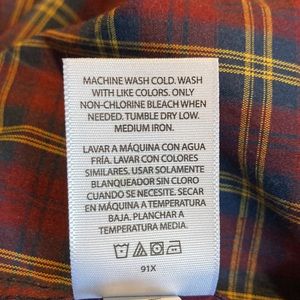 MACHINE WASH COLD. WASH
WITH LIKE COLORS. ONLY
NON-CHLORINE BLEACH WHEN
NEEDED. TUMBLE DRY LOW.
MEDIUM IRON.
LAVAR A MÁQUINA CON AGUA
FRÍA. LAVAR CON COLORES
SIMILARES. USAR SOLAMENTE
BLANQUEADOR SIN CLORO
CUANDO SE NECESITE. SECAR
EN MÁQUINA A TEMPERATURA
BAJA. PLANCHAR A
TEMPERATURA MEDIA.
91X